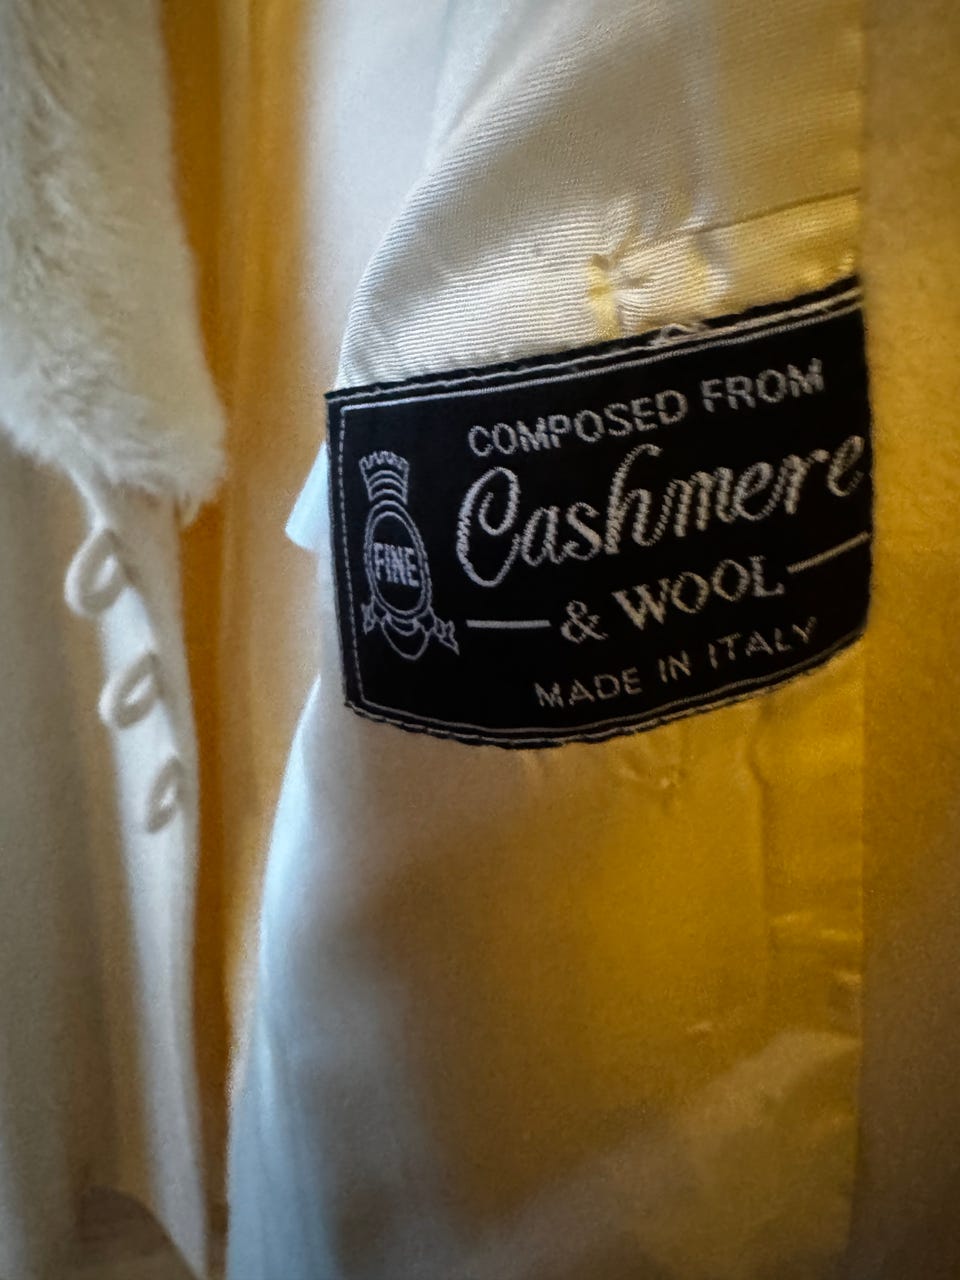 COMPOSED FROM
Cashmere
FINE
& WOOL
MADE IN ITALY